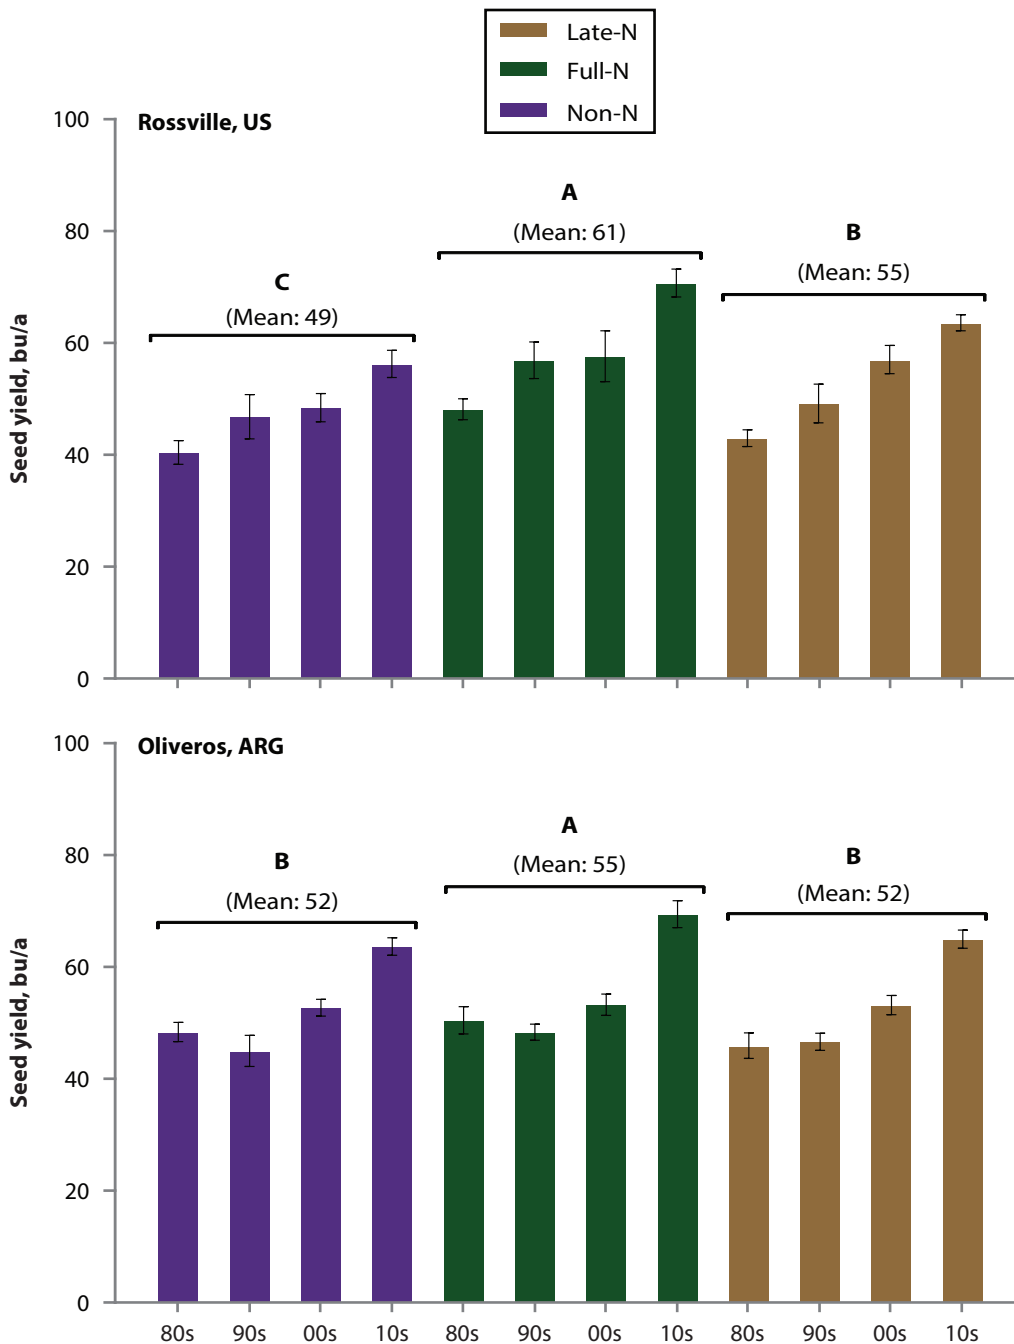 Late-N
Full-N
Non-N
Rossville, US
100
80
60
40
20
0
Seed yield, bu/a
C
(Mean: 49)
A
(Mean: 61)
B
(Mean: 55)
Oliveros, ARG
100
80
60
40
20
0
Seed yield, bu/a
B
(Mean: 52)
A
(Mean: 55)
B
(Mean: 52)
80s 90s 00s 10s 80s 90s 00s 10s 80s 90s 00s 10s